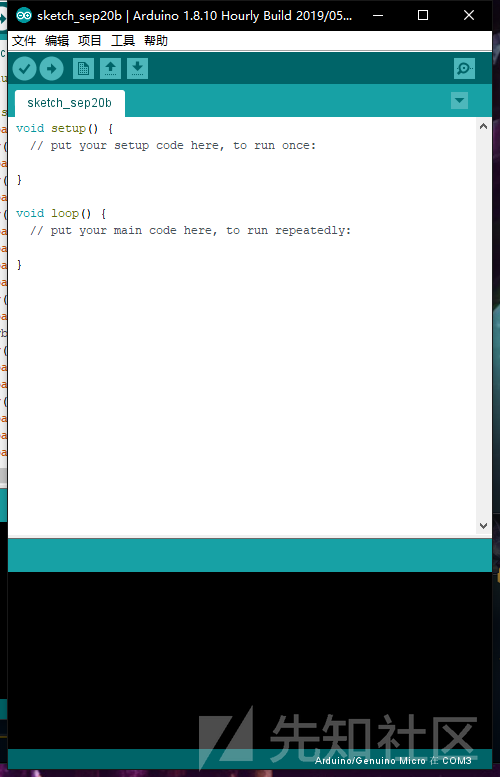 sketch_sep20b | Arduino 1.8.10 Hourly Build 2019/05...
文件 编辑 项目 工具 帮助
sketch_sep20b
void setup() {
// put your setup code here, to run once:
}
void loop() {
// put your main code here, to run repeatedly:
}
先知社区
Arduino/Genuino Micro 在 COM3